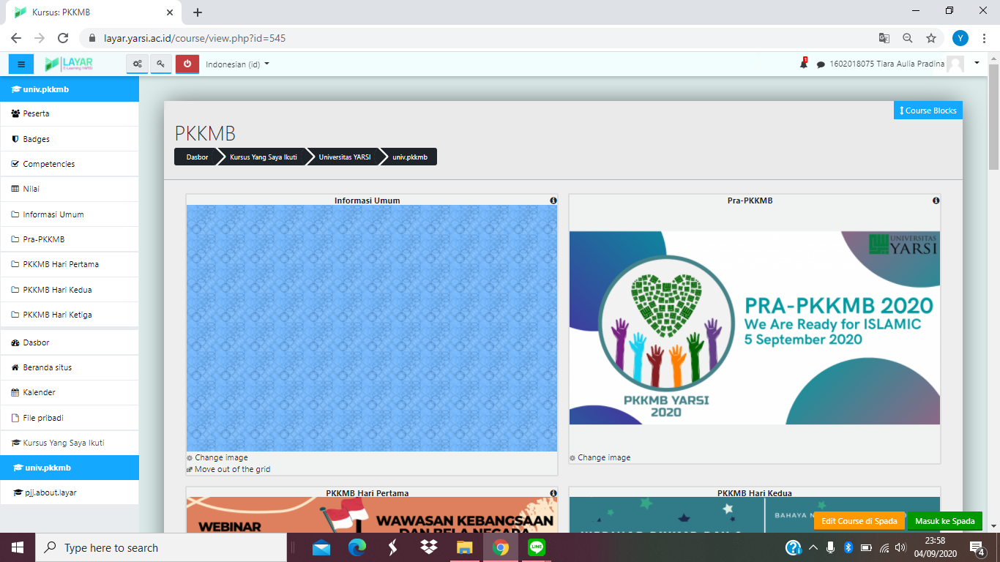 Kursus: PKKMB
layar.yarsi.ac.id/course/view.php?id=545
Y
LAYAR
E-Learning YARSI
Indonesian (id)
1
1602018075 Tiara Aulia Pradina
univ.pkkmb
Peserta
Badges
Competencies
Nilai
Informasi Umum
Pra-PKKMB
PKKMB Hari Pertama
PKKMB Hari Kedua
PKKMB Hari Ketiga
Dasbor
Beranda situs
Kalender
File pribadi
Kursus Yang Saya Ikuti
univ.pkkmb
pjj.about.layar
Course Blocks
PKKMB
Dasbor Kursus Yang Saya Ikuti Universitas YARSI univ.pkkmb
Informasi Umum
Change image
Move out of the grid
Pra-PKKMB
UNIVERSITAS
YARSI
PRA-PKKMB 2020
We Are Ready for ISLAMIC
5 September 2020
PKKMB YARSI
2020
Change image
PKKMB Hari Pertama
WEBINAR
WAWASAN KEBANGSAAN
DAN BELA NEGARA
PKKMB Hari Kedua
BAHAYA
Edit Course di Spada
Masuk ke Spada
Type here to search
23:58
04/09/2020
4